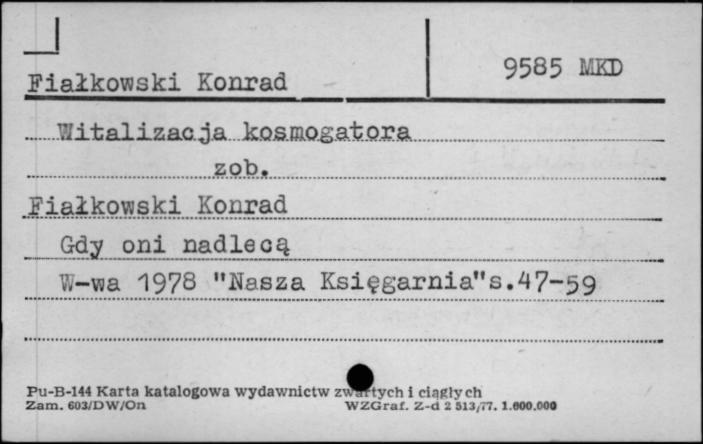 9585 MKD
Fiałkowski Konrad
Witalizacja kosmogatora
zob.
Fiałkowski Konrad
Gdy oni nadlecą
W-wa 1978 "Nasza Księgarnia" s.47-59
Pu-B-144 Karta katalogowa wydawnictw zwartych i ciągłych
Zam. 603/DW/On WZGraf. Z-d 2 513/77. 1.600.000